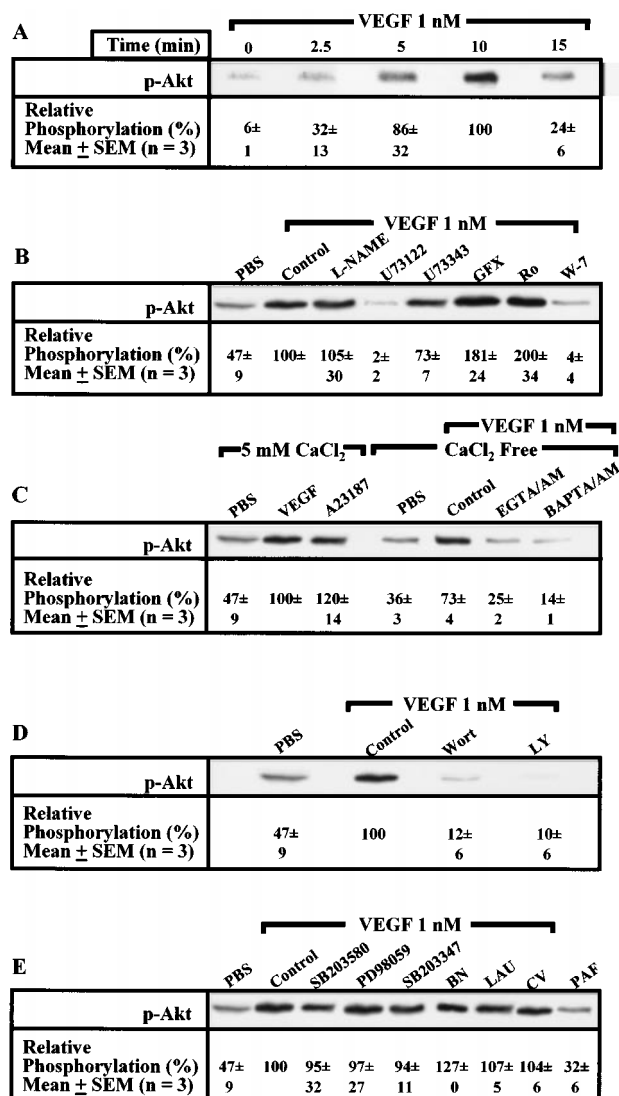 A
VEGF 1 nM
Time (min) 0 2.5 5 10 15
p-Akt
Relative
Phosphorylation (%) 6± 32± 86± 100 24±
Mean ± SEM (n = 3) 1 13 32 6
B
VEGF 1 nM
PBS Control L-NAME U73122 U73343 GFX Ro W-7
p-Akt
Relative
Phosphorylation (%) 47± 100± 105± 2± 73± 181± 200± 4±
Mean ± SEM (n = 3) 9 30 2 7 24 34 4
VEGF 1 nM
5 mM CaCl₂ CaCl₂ Free
C
PBS VEGF A23187 PBS Control EGTA/AM BAPTA/AM
p-Akt
Relative
Phosphorylation (%) 47± 100± 120± 36± 73± 25± 14±
Mean ± SEM (n = 3) 9 14 3 4 2 1
VEGF 1 nM
D
PBS Control Wort LY
p-Akt
Relative
Phosphorylation (%) 47± 100 12± 10±
Mean ± SEM (n = 3) 9 6 6
VEGF 1 nM
E
PBS Control SB203580 PD98059 SB203347 BN LAU CV PAF
p-Akt
Relative
Phosphorylation (%) 47± 100 95± 97± 94± 127± 107± 104± 32±
Mean ± SEM (n = 3) 9 32 27 11 0 5 6 6